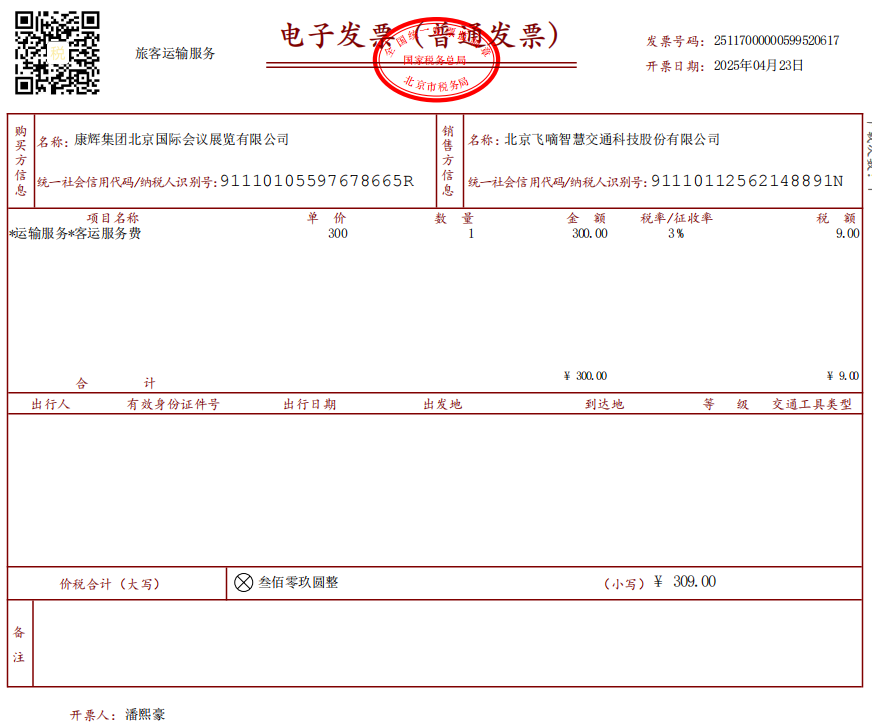 电子发票（普通发票）
旅客运输服务
全国统一发票监制章
国家税务总局
北京市税务局
发票号码：25117000000599520617
开票日期：2025年04月23日
购买方信息
名称：康辉集团北京国际会议展览有限公司
统一社会信用代码/纳税人识别号：91110105597678665R
销售方信息
名称：北京飞嘀智慧交通科技股份有限公司
统一社会信用代码/纳税人识别号：91110112562148891N
项目名称 单 价 数 量 金 额 税率/征收率 税 额
*运输服务*客运服务费 300 1 300.00 3% 9.00
合 计 ¥ 300.00 ¥ 9.00
出行人 有效身份证件号 出行日期 出发地 到达地 等 级 交通工具类型
价税合计（大写） 叁佰零玖圆整 （小写）¥ 309.00
备注
开票人：潘熙豪